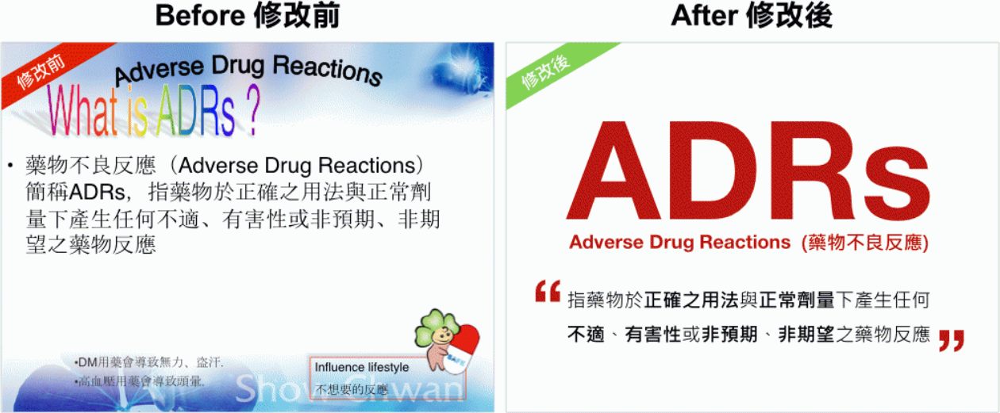 Before 修改前
After 修改後
修改前
Adverse Drug Reactions
What is ADRs ?
• 藥物不良反應（Adverse Drug Reactions）
簡稱ADRs，指藥物於正確之用法與正常劑
量下產生任何不適、有害性或非預期、非期
望之藥物反應
SAFE
•DM用藥會導致無力、盜汗.
•高血壓用藥會導致頭暈.
Show Chwan
Influence lifestyle
不想要的反應
修改後
ADRs
Adverse Drug Reactions (藥物不良反應)
“ 指藥物於正確之用法與正常劑量下產生任何
不適、有害性或非預期、非期望之藥物反應 ”